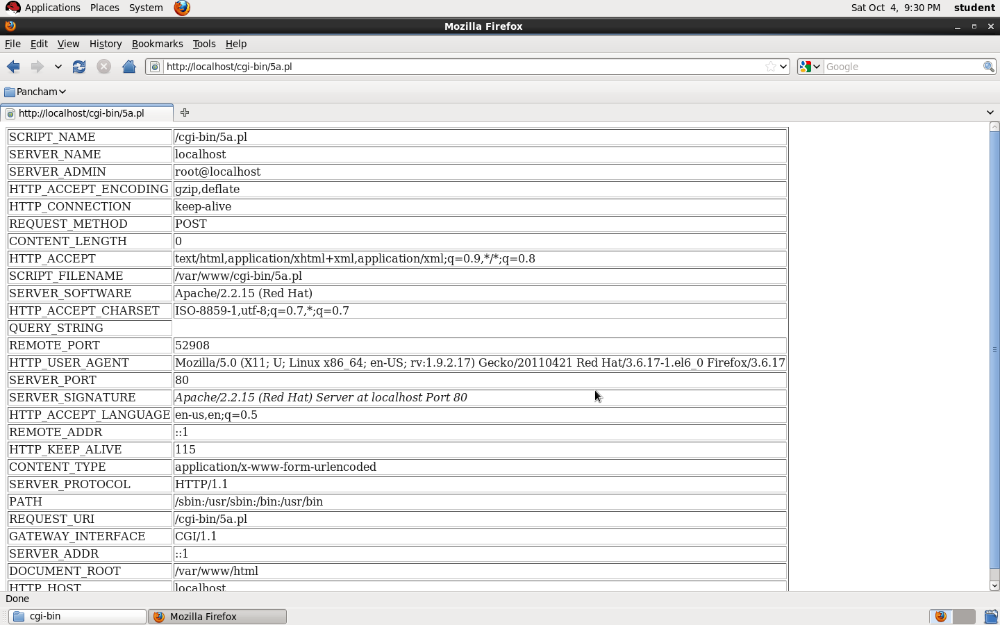 Applications Places System Sat Oct 4, 9:30 PM student
Mozilla Firefox
File Edit View History Bookmarks Tools Help
http://localhost/cgi-bin/5a.pl Google
Pancham
http://localhost/cgi-bin/5a.pl
SCRIPT_NAME /cgi-bin/5a.pl
SERVER_NAME localhost
SERVER_ADMIN root@localhost
HTTP_ACCEPT_ENCODING gzip,deflate
HTTP_CONNECTION keep-alive
REQUEST_METHOD POST
CONTENT_LENGTH 0
HTTP_ACCEPT text/html,application/xhtml+xml,application/xml;q=0.9,*/*;q=0.8
SCRIPT_FILENAME /var/www/cgi-bin/5a.pl
SERVER_SOFTWARE Apache/2.2.15 (Red Hat)
HTTP_ACCEPT_CHARSET ISO-8859-1,utf-8;q=0.7,*;q=0.7
QUERY_STRING
REMOTE_PORT 52908
HTTP_USER_AGENT Mozilla/5.0 (X11; U; Linux x86_64; en-US; rv:1.9.2.17) Gecko/20110421 Red Hat/3.6.17-1.el6_0 Firefox/3.6.17
SERVER_PORT 80
SERVER_SIGNATURE Apache/2.2.15 (Red Hat) Server at localhost Port 80
HTTP_ACCEPT_LANGUAGE en-us,en;q=0.5
REMOTE_ADDR ::1
HTTP_KEEP_ALIVE 115
CONTENT_TYPE application/x-www-form-urlencoded
SERVER_PROTOCOL HTTP/1.1
PATH /sbin:/usr/sbin:/bin:/usr/bin
REQUEST_URI /cgi-bin/5a.pl
GATEWAY_INTERFACE CGI/1.1
SERVER_ADDR ::1
DOCUMENT_ROOT /var/www/html
HTTP_HOST localhost
Done
cgi-bin Mozilla Firefox